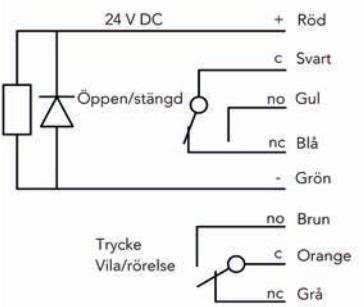 24 V DC + Röd
c Svart
Öppen/stängd no Gul
nc Blå
- Grön
no Brun
Trycke
Vila/rörelse c Orange
nc Grå